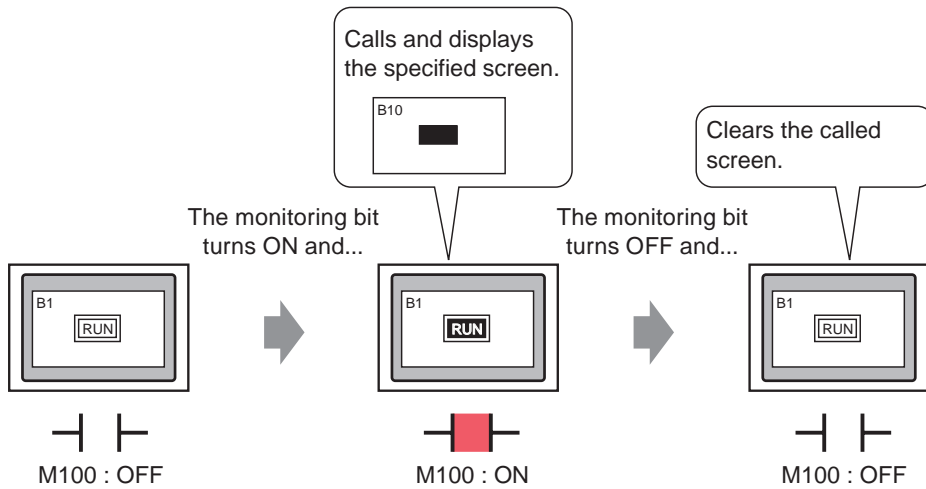 Calls and displays
the specified screen.
B10
Clears the called
screen.
The monitoring bit
turns ON and...
The monitoring bit
turns OFF and...
B1
RUN
B1
RUN
B1
RUN
M100 : OFF
M100 : ON
M100 : OFF